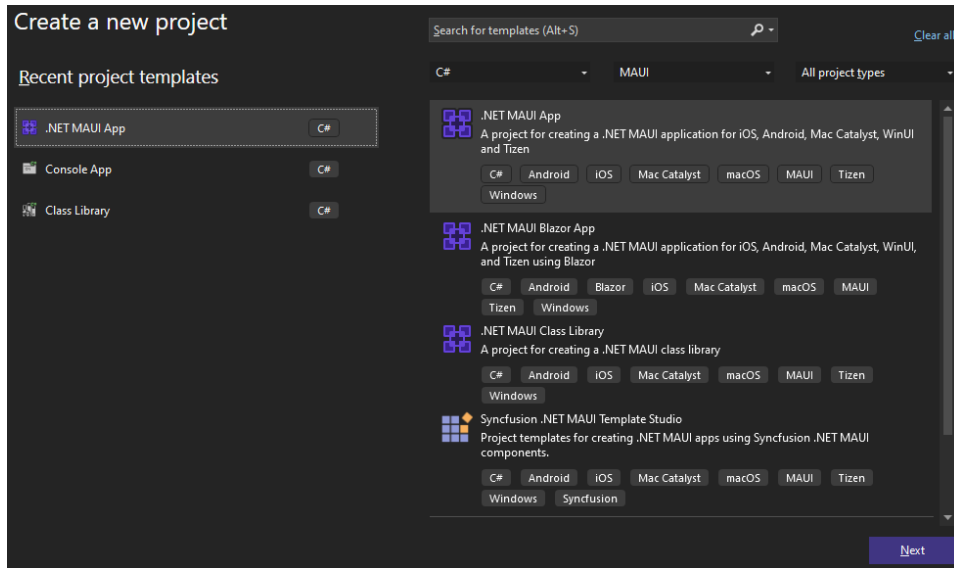 Create a new project
Search for templates (Alt+S)
Clear all
Recent project templates
C#
MAUI
All project types
.NET MAUI App
C#
Console App
C#
Class Library
C#
.NET MAUI App
A project for creating a .NET MAUI application for iOS, Android, Mac Catalyst, WinUI
and Tizen
C# Android iOS Mac Catalyst macOS MAUI Tizen
Windows
.NET MAUI Blazor App
A project for creating a .NET MAUI application for iOS, Android, Mac Catalyst, WinUI,
and Tizen using Blazor
C# Android Blazor iOS Mac Catalyst macOS MAUI
Tizen Windows
.NET MAUI Class Library
A project for creating a .NET MAUI class library
C# Android iOS Mac Catalyst macOS MAUI Tizen
Windows
Syncfusion .NET MAUI Template Studio
Project templates for creating .NET MAUI apps using Syncfusion .NET MAUI
components.
C# Android iOS Mac Catalyst macOS MAUI Tizen
Windows Syncfusion
Next